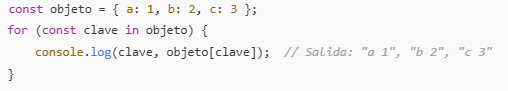 const objeto = { a: 1, b: 2, c: 3 };
for (const clave in objeto) {
    console.log(clave, objeto[clave]);  // Salida: "a 1", "b 2", "c 3"
}